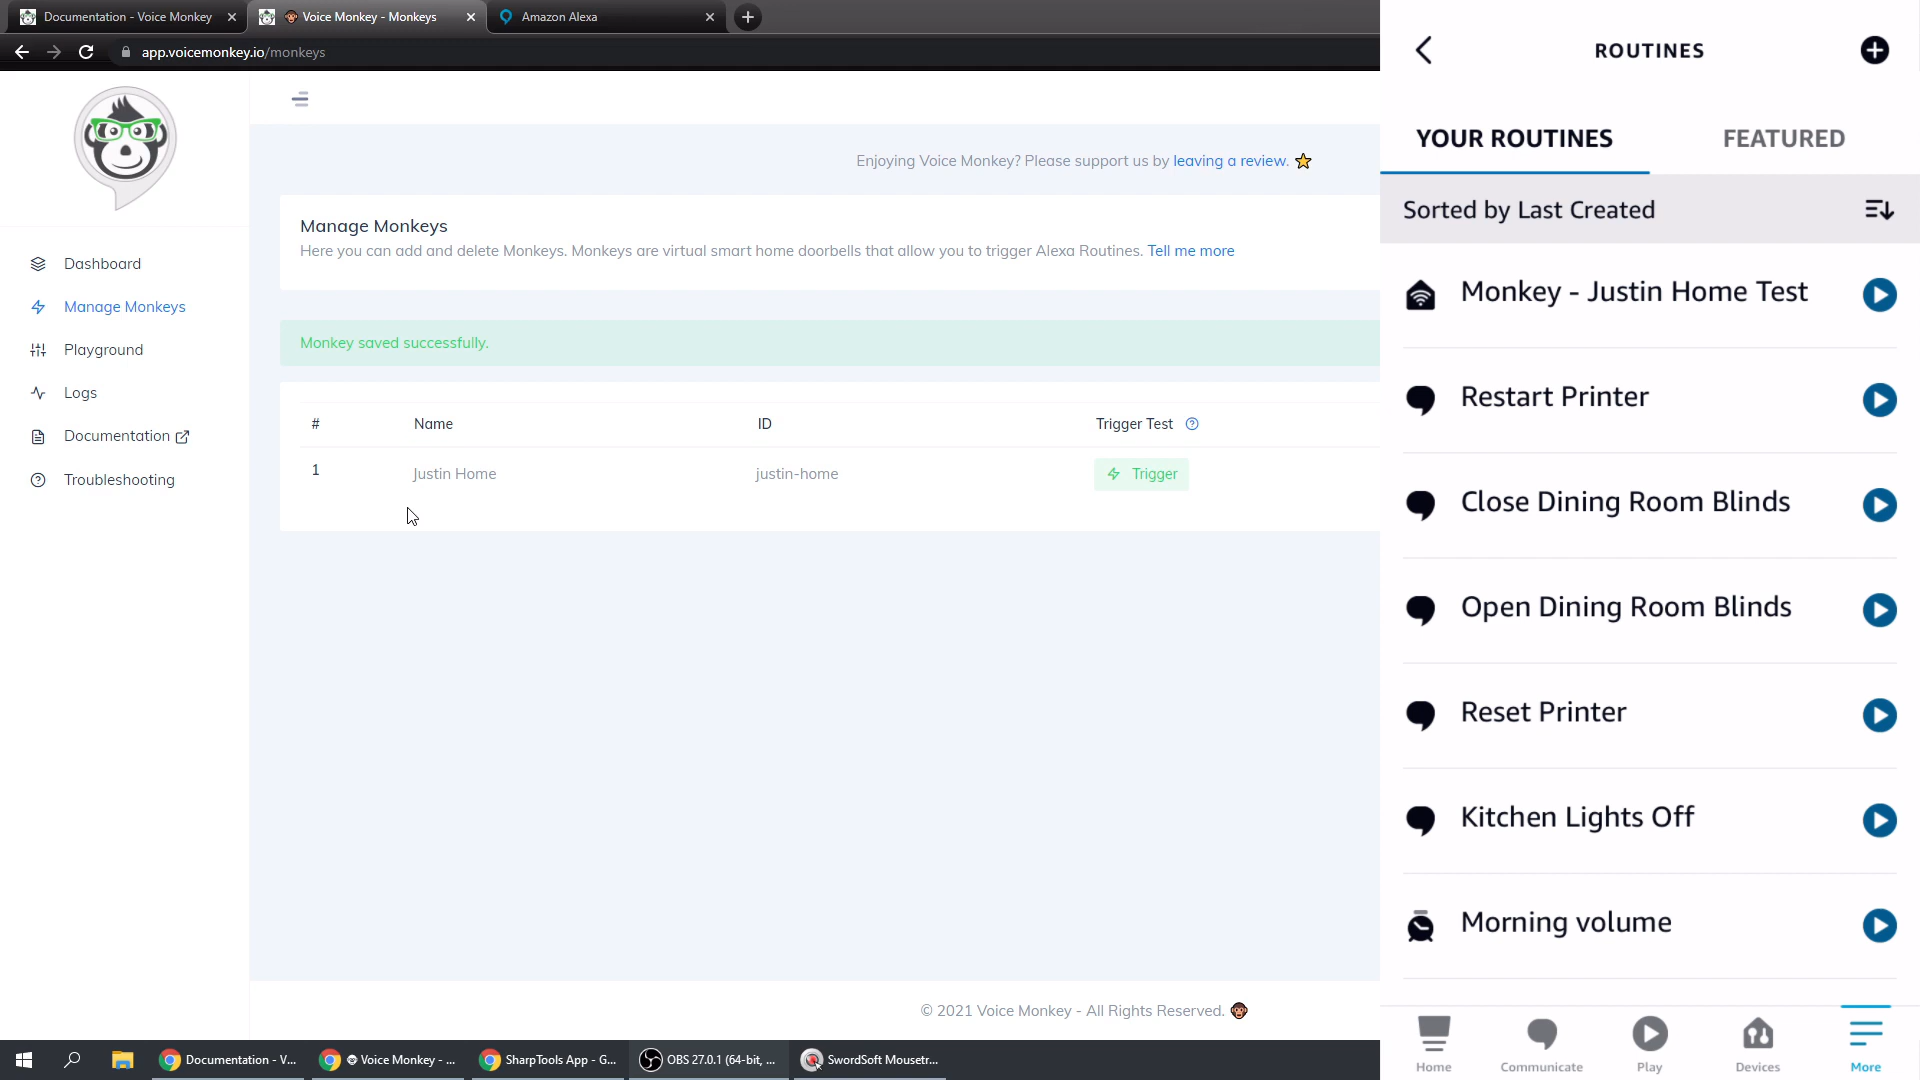 Documentation - Voice Monkey
Voice Monkey - Monkeys
Amazon Alexa
app.voicemonkey.io/monkeys
Enjoying Voice Monkey? Please support us by leaving a review.
Manage Monkeys
Here you can add and delete Monkeys. Monkeys are virtual smart home doorbells that allow you to trigger Alexa Routines. Tell me more
Dashboard
Manage Monkeys
Playground
Logs
Documentation
Troubleshooting
Monkey saved successfully.
# Name ID Trigger Test
1 Justin Home justin-home Trigger
© 2021 Voice Monkey - All Rights Reserved.
ROUTINES
YOUR ROUTINES FEATURED
Sorted by Last Created
Monkey - Justin Home Test
Restart Printer
Close Dining Room Blinds
Open Dining Room Blinds
Reset Printer
Kitchen Lights Off
Morning volume
Home Communicate Play Devices More
Documentation - V...
Voice Monkey - ...
SharpTools App - G...
OBS 27.0.1 (64-bit, ...
SwordSoft Mousetr...